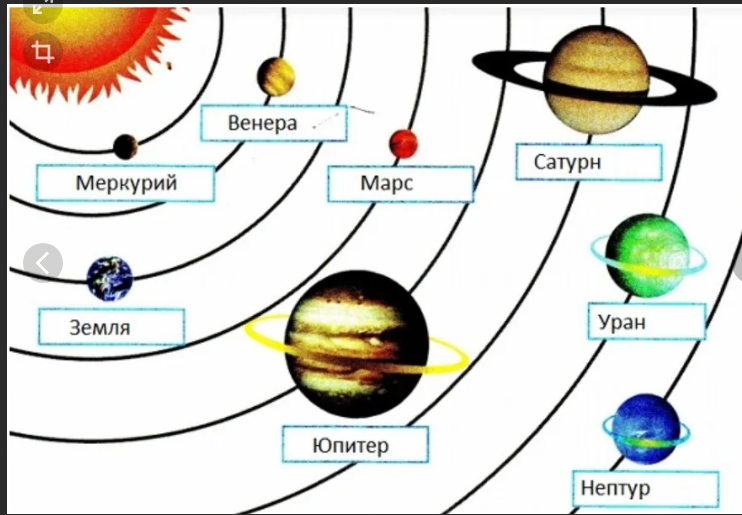 Венера
Меркурий
Марс
Сатурн
Земля
Уран
Юпитер
Нептур